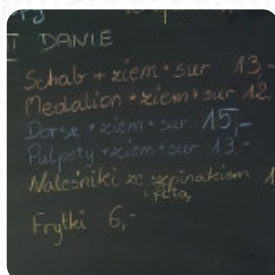 II DANIE
Schab + ziem + sur 13,-
Medalion + ziem + sur 12,
Dorsz + ziem + sur 15,-
Pulpety + ziem + sur 13,-
Naleśniki ze szpinakiem 1
i fetą
Frytki 6,-